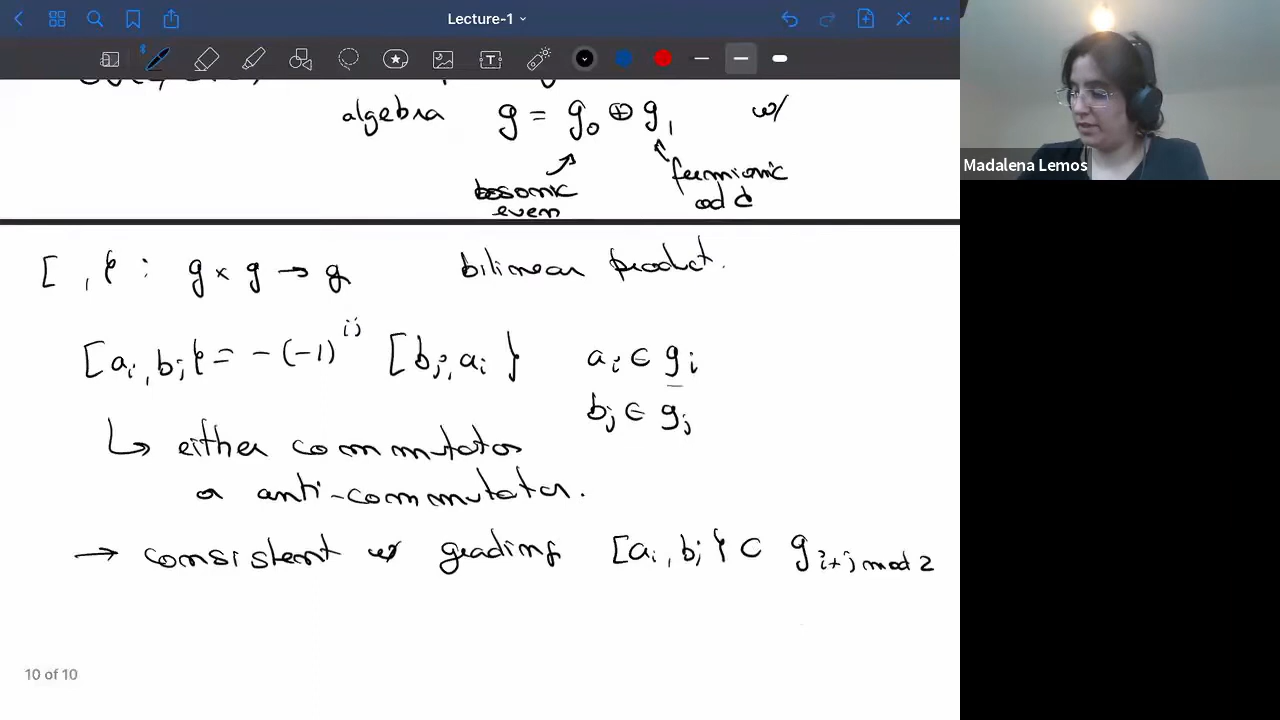 Lecture-1
algebra g = g₀ ⊕ g₁ w/
bosonic even
fermionic odd
[ , } : g × g → g bilinear product.
[aᵢ, bⱼ} = -(-1)^{ij} [bⱼ, aᵢ } aᵢ ∈ gᵢ
bⱼ ∈ gⱼ
↳ either commutator
or anti-commutator.
→ consistent w/ grading [aᵢ, bⱼ} ⊂ g_{i+j mod 2}
10 of 10
Madalena Lemos